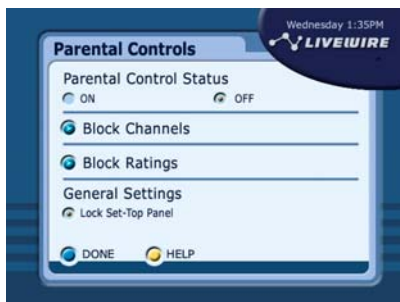 Wednesday 1:35PM
LIVEWIRE
Parental Controls
Parental Control Status
ON OFF
Block Channels
Block Ratings
General Settings
Lock Set-Top Panel
DONE HELP